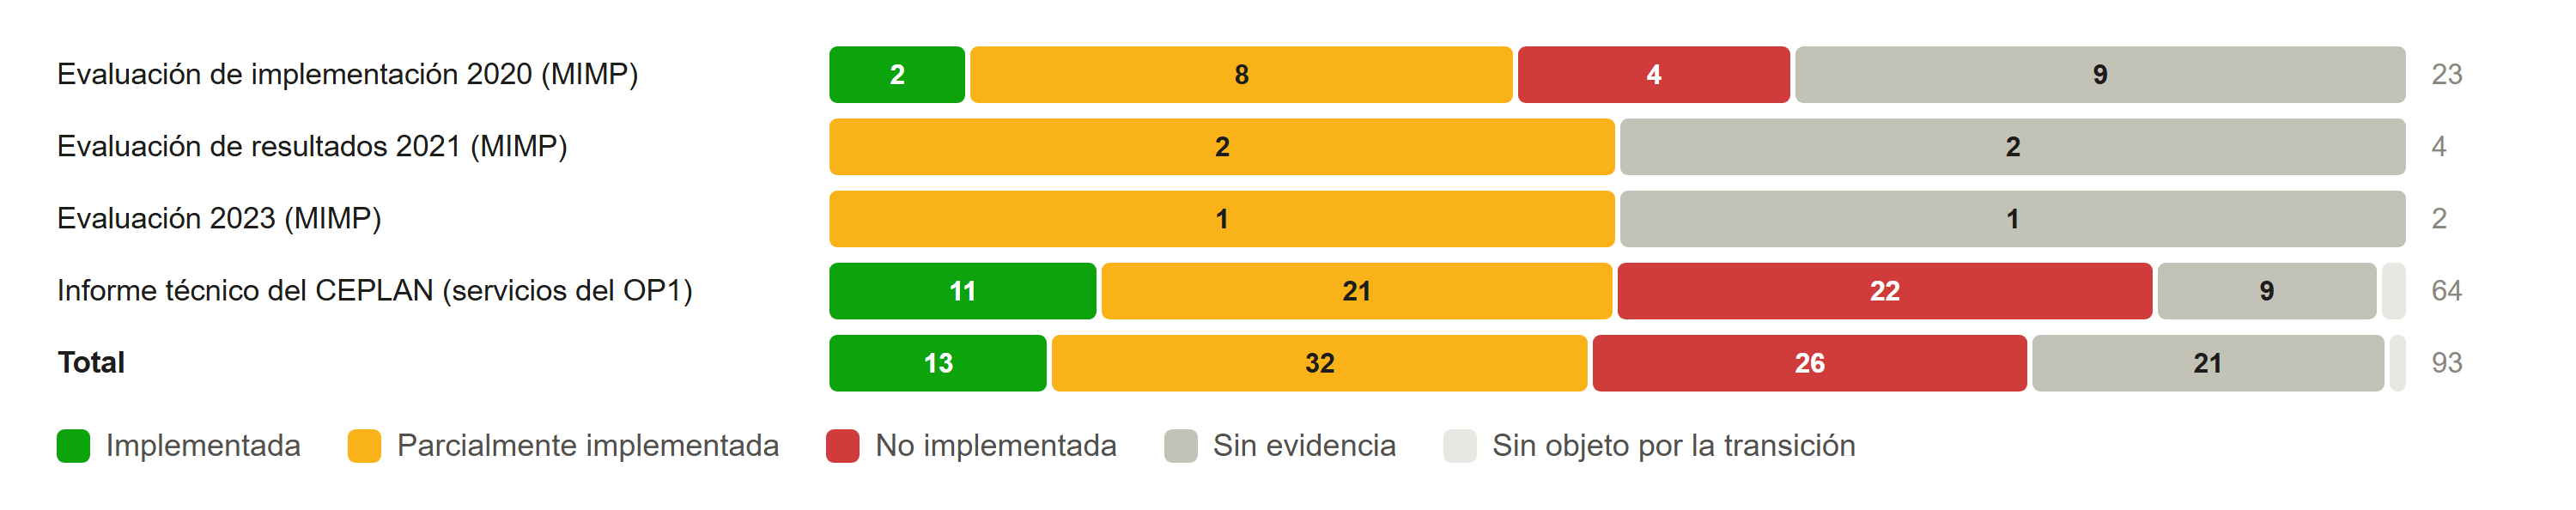 Evaluación de implementación 2020 (MIMP) 2 8 4 9 23
Evaluación de resultados 2021 (MIMP) 2 2 4
Evaluación 2023 (MIMP) 1 1 2
Informe técnico del CEPLAN (servicios del OP1) 11 21 22 9 64
Total 13 32 26 21 93
Implementada Parcialmente implementada No implementada Sin evidencia Sin objeto por la transición